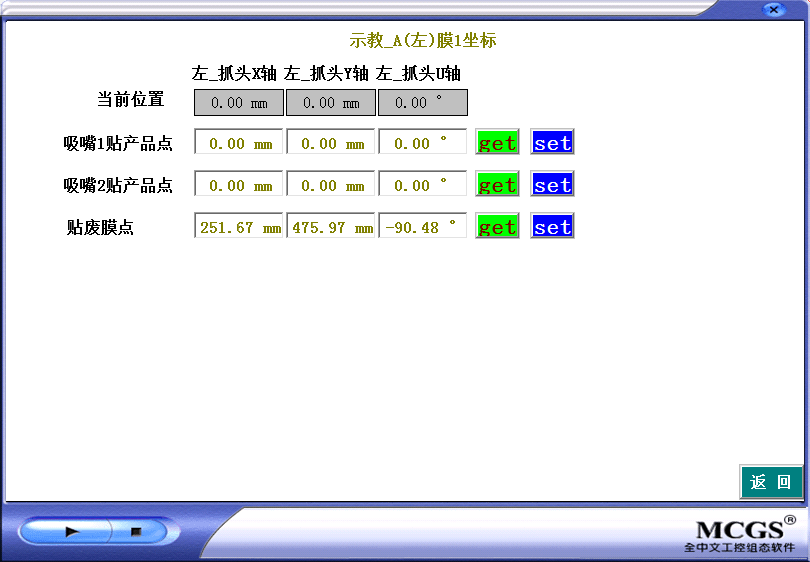 示教_A(左)膜1坐标
左_抓头X轴 左_抓头Y轴 左_抓头U轴
当前位置 0.00 mm 0.00 mm 0.00 °
吸嘴1贴产品点 0.00 mm 0.00 mm 0.00 ° get set
吸嘴2贴产品点 0.00 mm 0.00 mm 0.00 ° get set
贴废膜点 251.67 mm 475.97 mm -90.48 ° get set
返 回
MCGS®
全中文工控组态软件